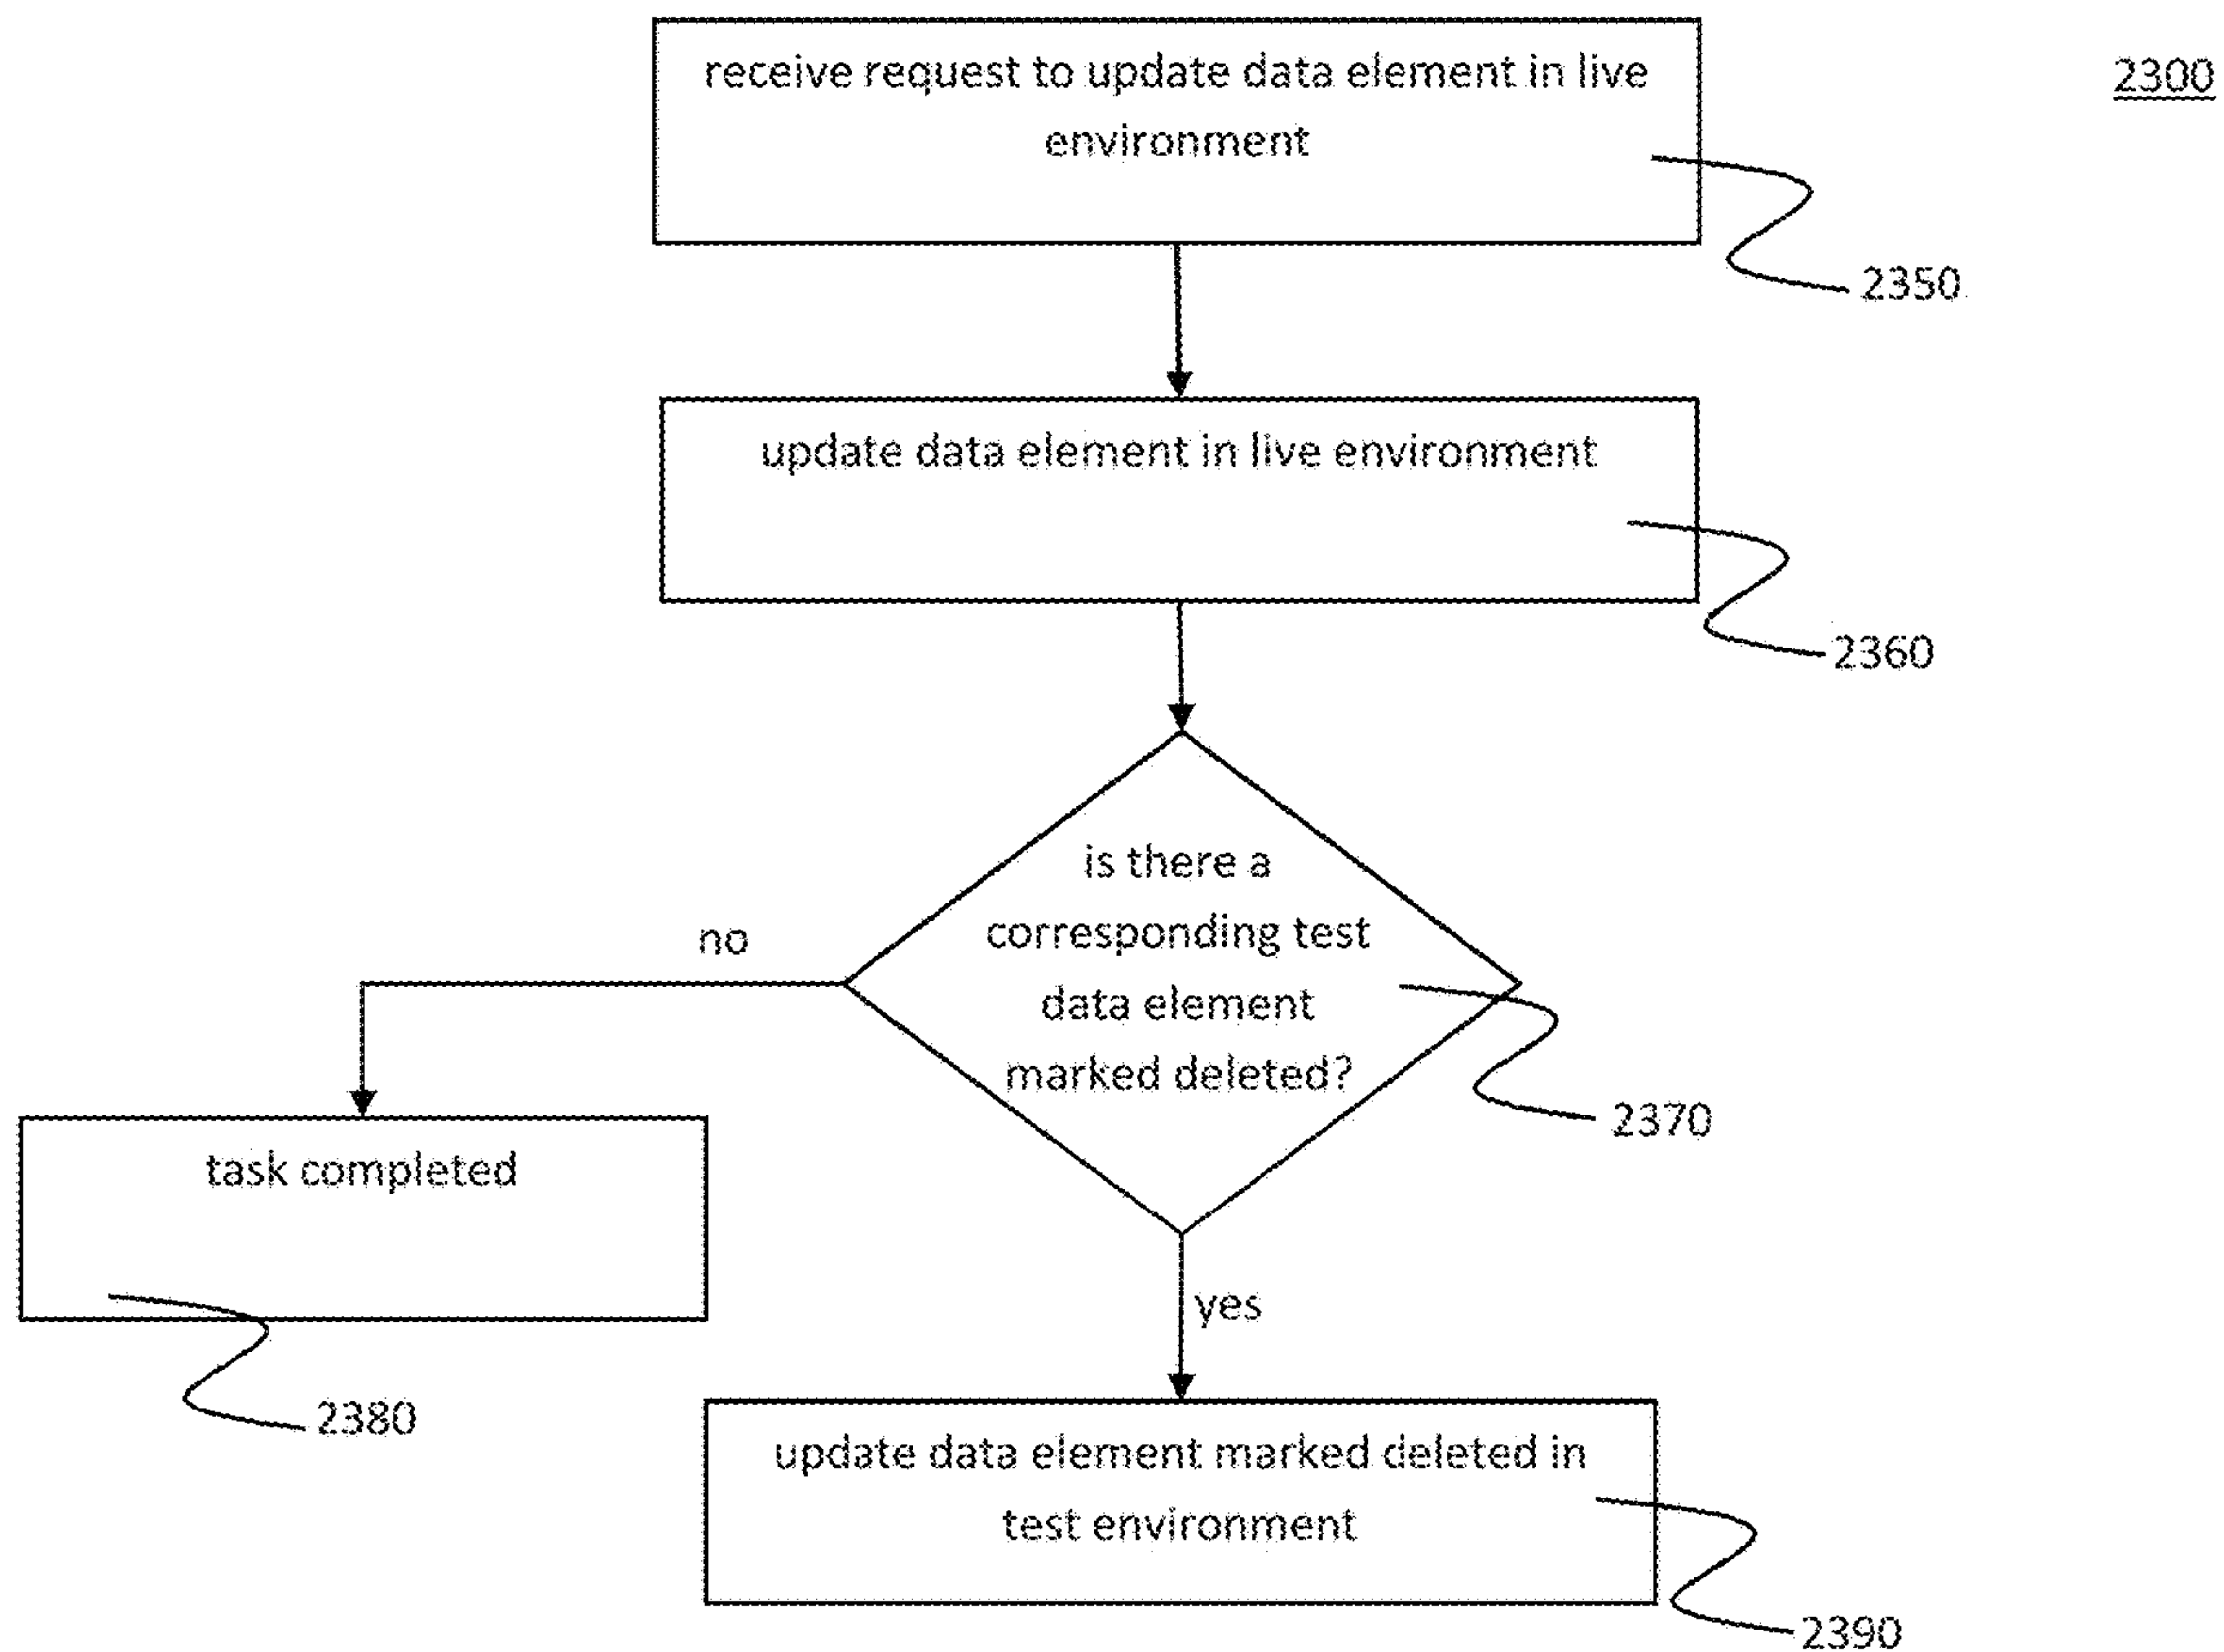 receive request to update data element in live
environment
2300
2350
update data element in live environment
2360
is there a
corresponding test
data element
marked deleted?
2370
no
task completed
2380
yes
update data element marked deleted in
test environment
2390